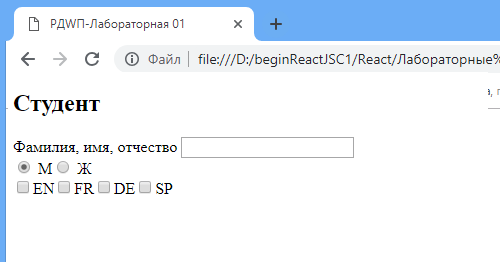 РДWП-Лабораторная 01
Файл file:///D:/beginReactJSC1/React/Лабораторные%
Студент
Фамилия, имя, отчество
М Ж
EN FR DE SP